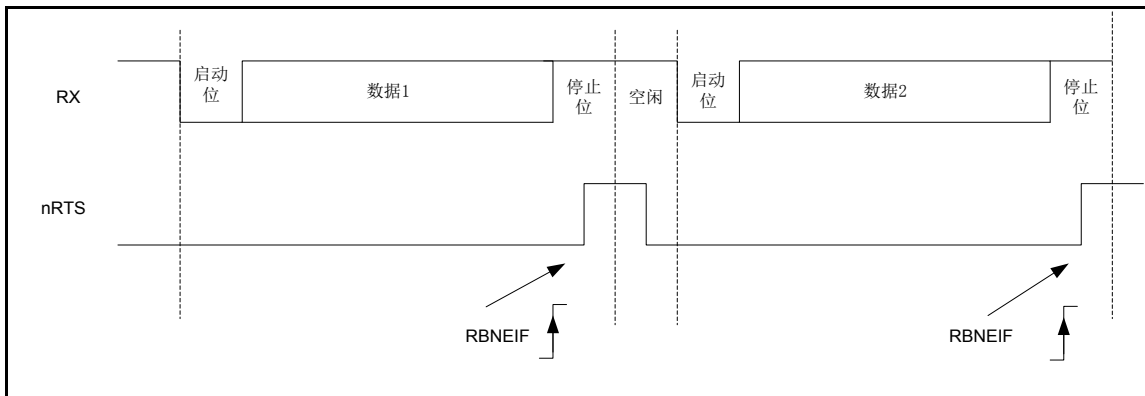 RX
启动
位
数据1
停止
位
空闲
启动
位
数据2
停止
位
nRTS
RBNEIF
RBNEIF